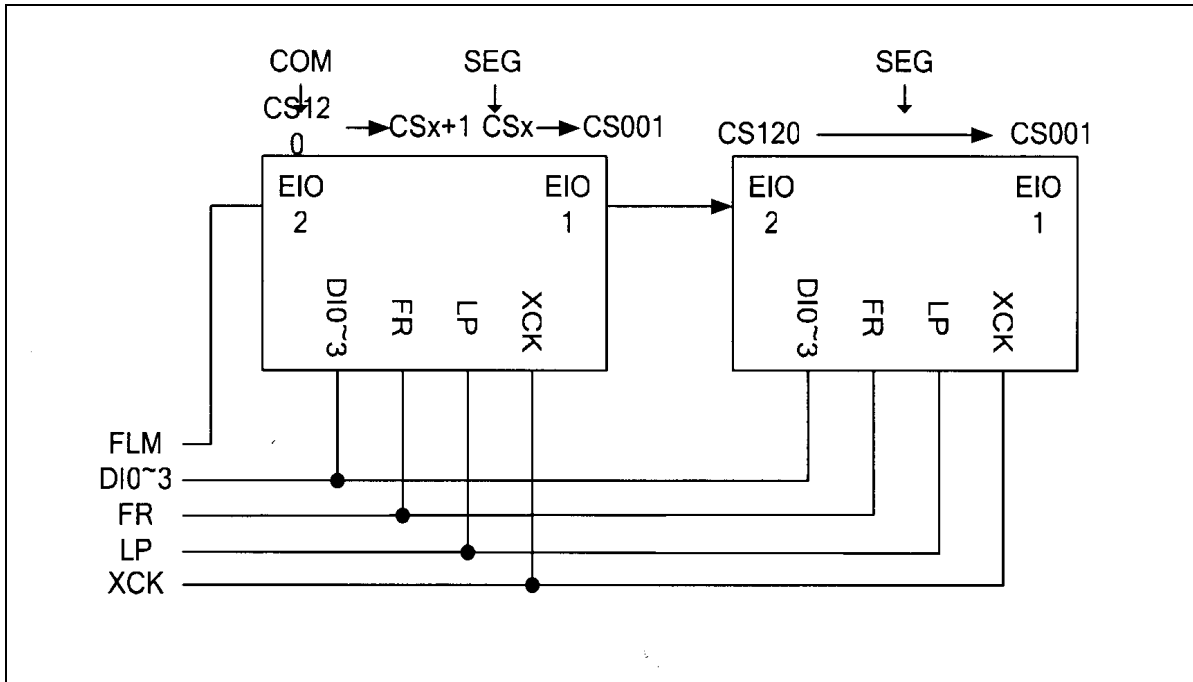 COM SEG SEG
CS12
0 CSx+1 CSx CS001 CS120 CS001
EIO EIO EIO EIO
2 1 2 1
DI0~3 FR LP XCK DI0~3 FR LP XCK
FLM
DI0~3
FR
LP
XCK